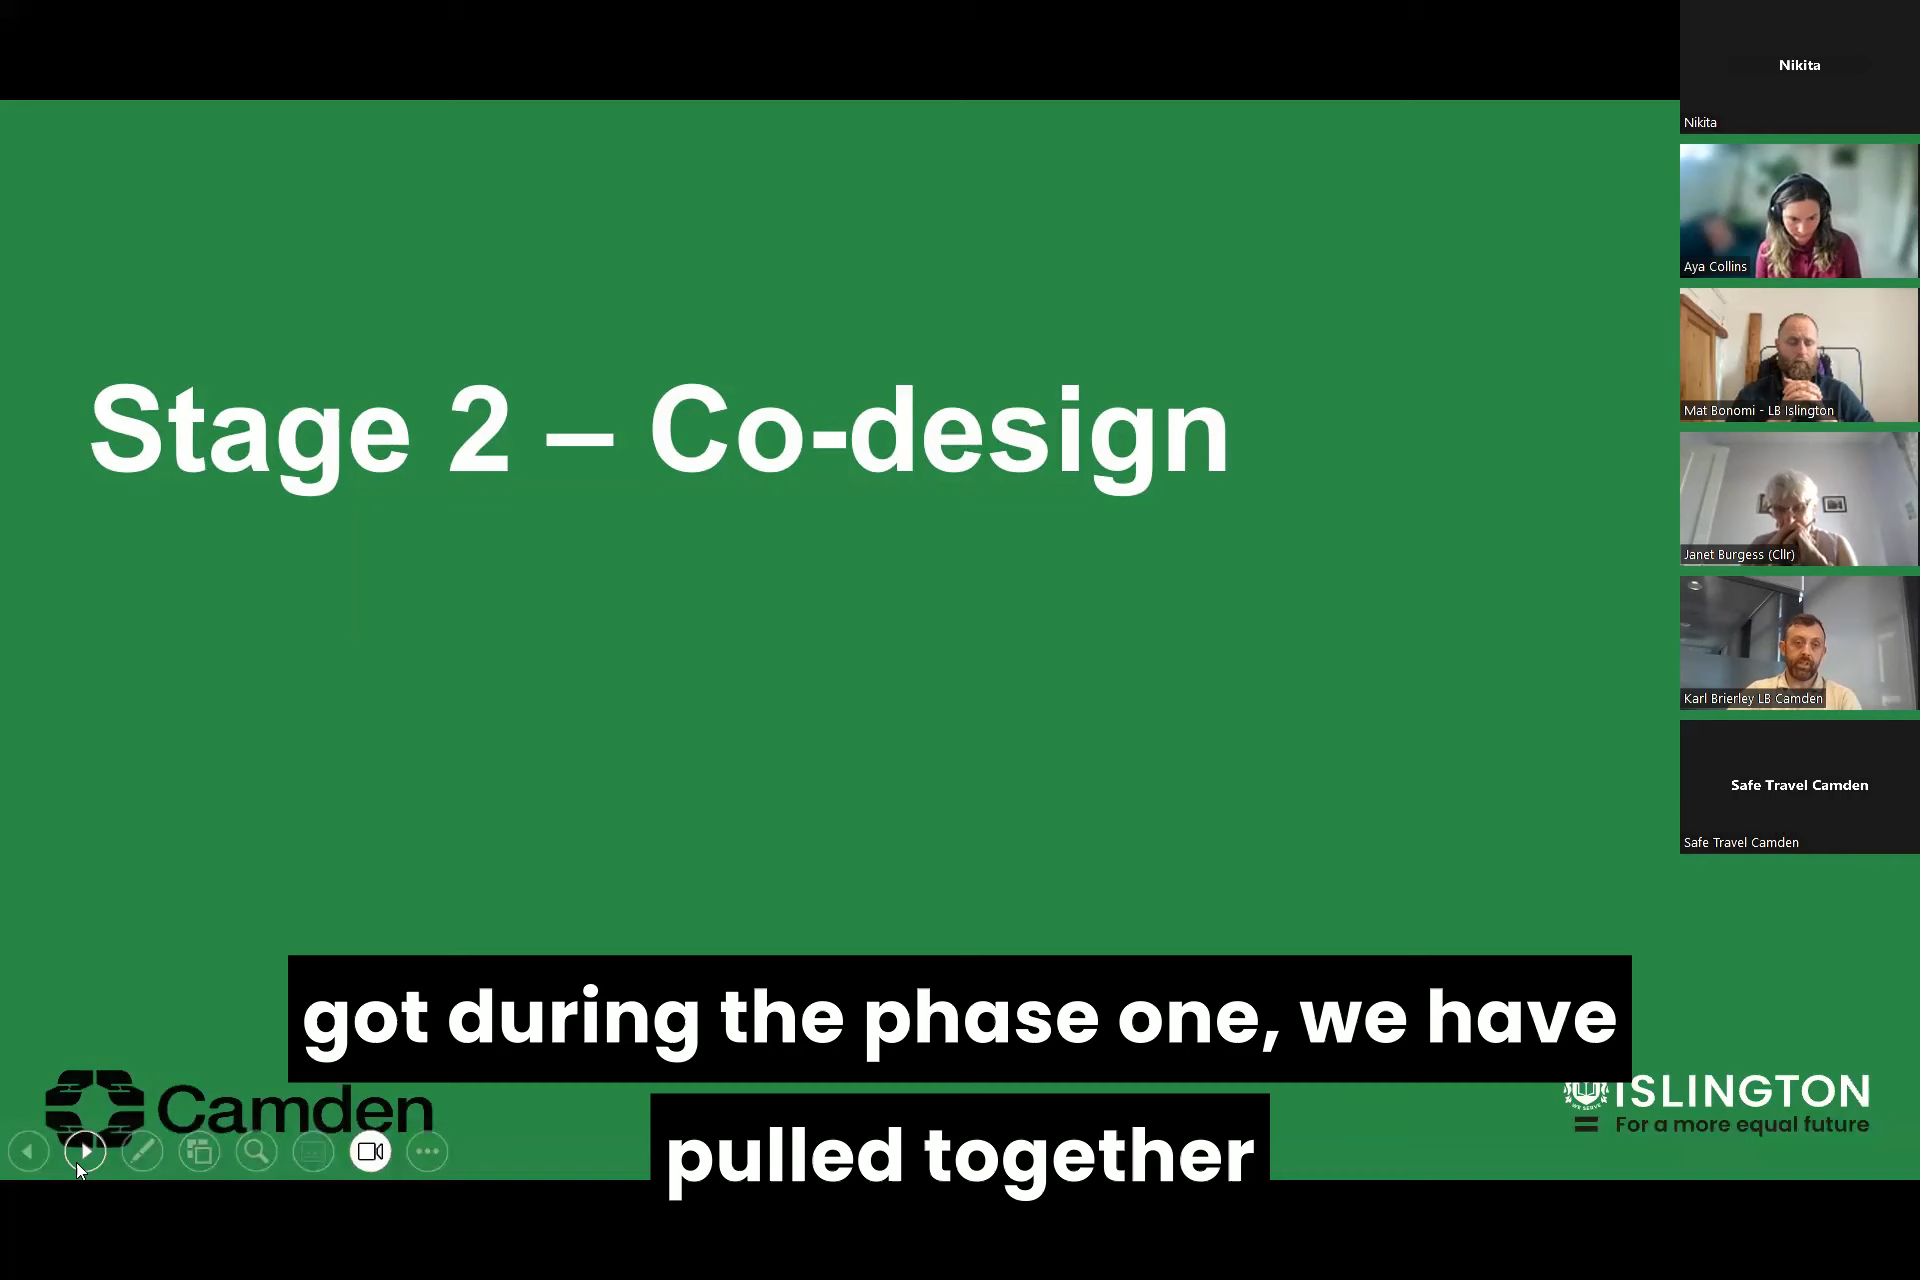 Stage 2 – Co-design
Nikita
Nikita
Aya Collins
Mat Bonomi - LB Islington
Janet Burgess (Cllr)
Karl Brierley LB Camden
Safe Travel Camden
Safe Travel Camden
got during the phase one, we have
pulled together
Camden
ISLINGTON
WE SERVE
For a more equal future